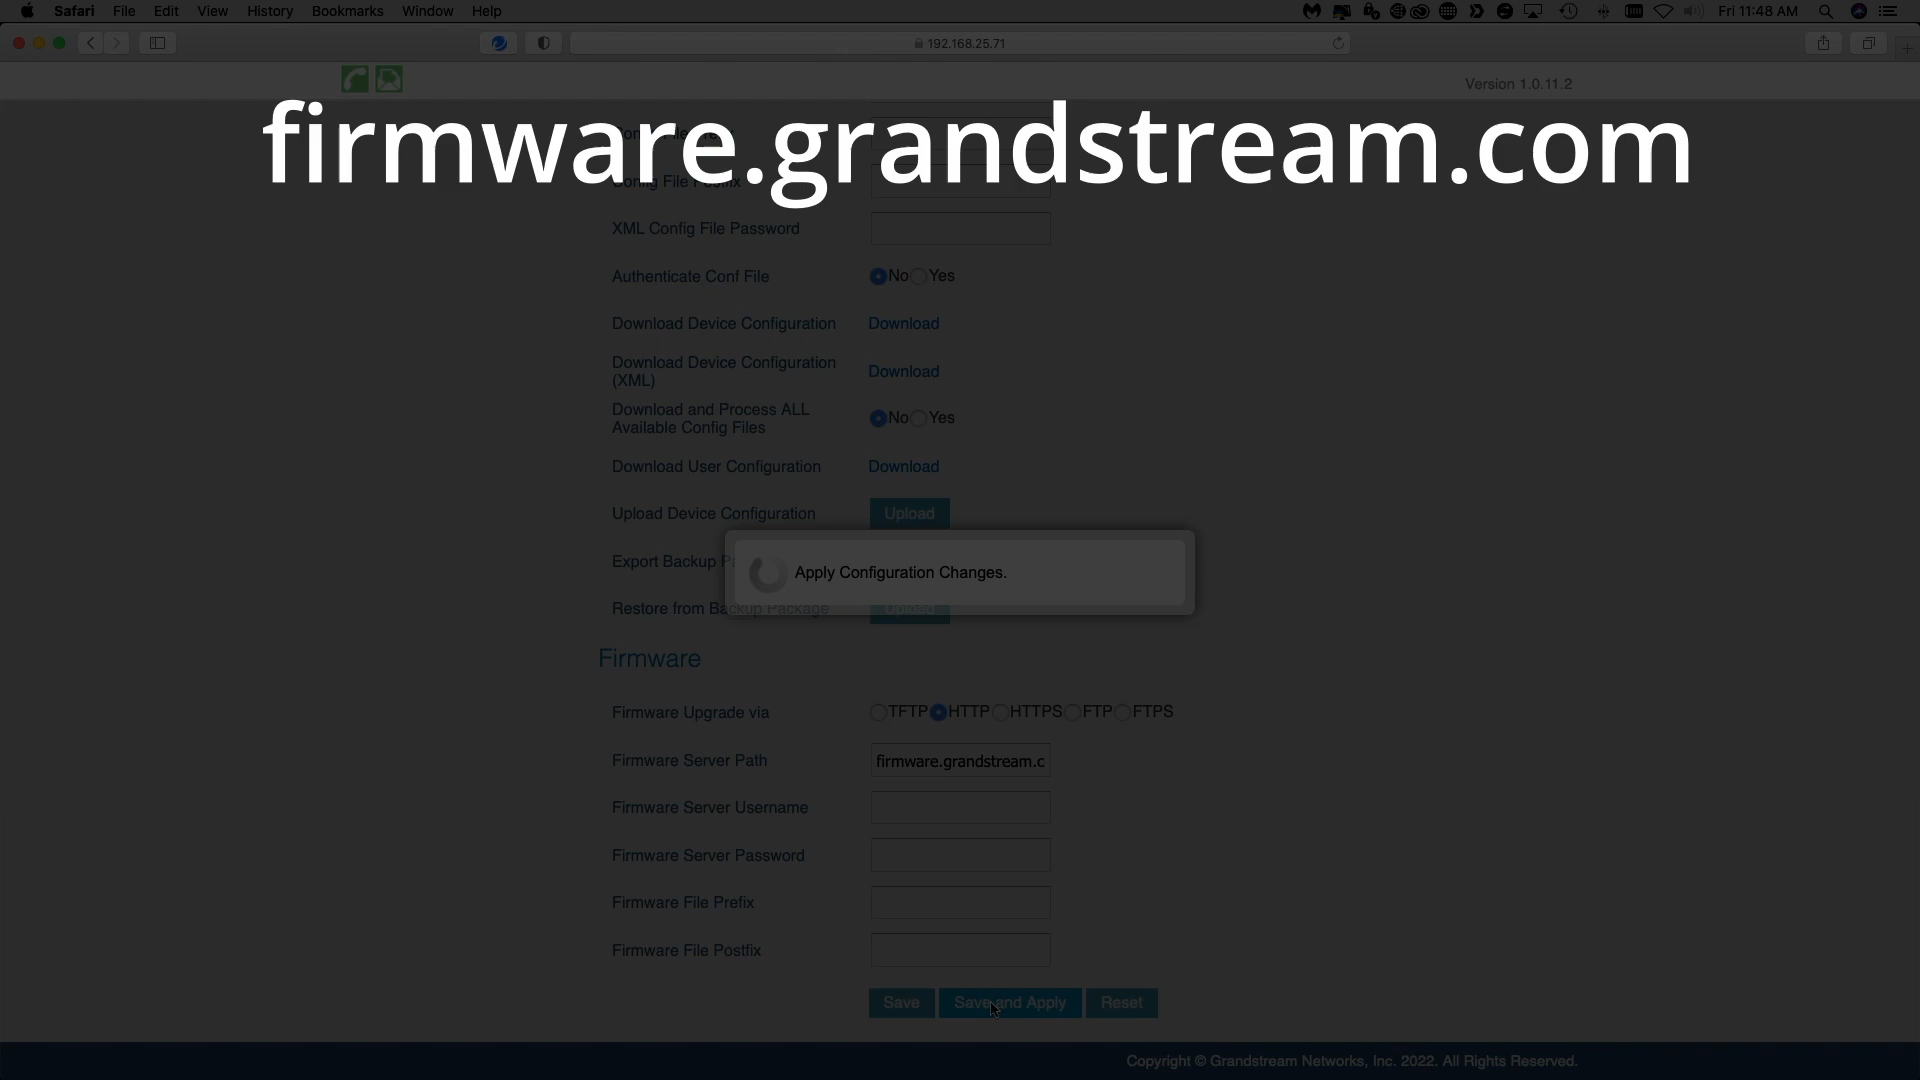 Safari File Edit View History Bookmarks Window Help Fri 11:48 AM
192.168.25.71
Version 1.0.11.2
firmware.grandstream.com
Config File Postfix
XML Config File Password
Authenticate Conf File No Yes
Download Device Configuration Download
Download Device Configuration
(XML) Download
Download and Process ALL
Available Config Files No Yes
Download User Configuration Download
Upload Device Configuration Upload
Export Backup
Apply Configuration Changes.
Restore from Backup Package Upload
Firmware
Firmware Upgrade via TFTP HTTP HTTPS FTP FTPS
Firmware Server Path firmware.grandstream.c
Firmware Server Username
Firmware Server Password
Firmware File Prefix
Firmware File Postfix
Save Save and Apply Reset
Copyright © Grandstream Networks, Inc. 2022. All Rights Reserved.